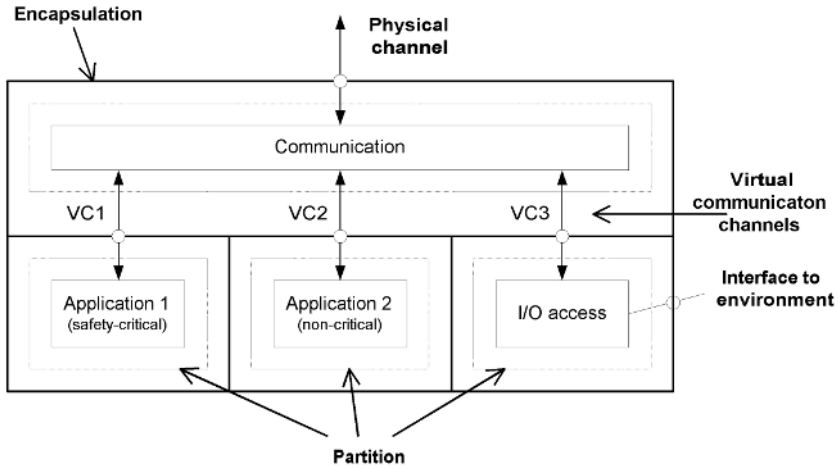 Encapsulation
Physical
channel
Communication
VC1
VC2
VC3
Virtual
communicaton
channels
Application 1
(safety-critical)
Application 2
(non-critical)
I/O access
Interface to
environment
Partition